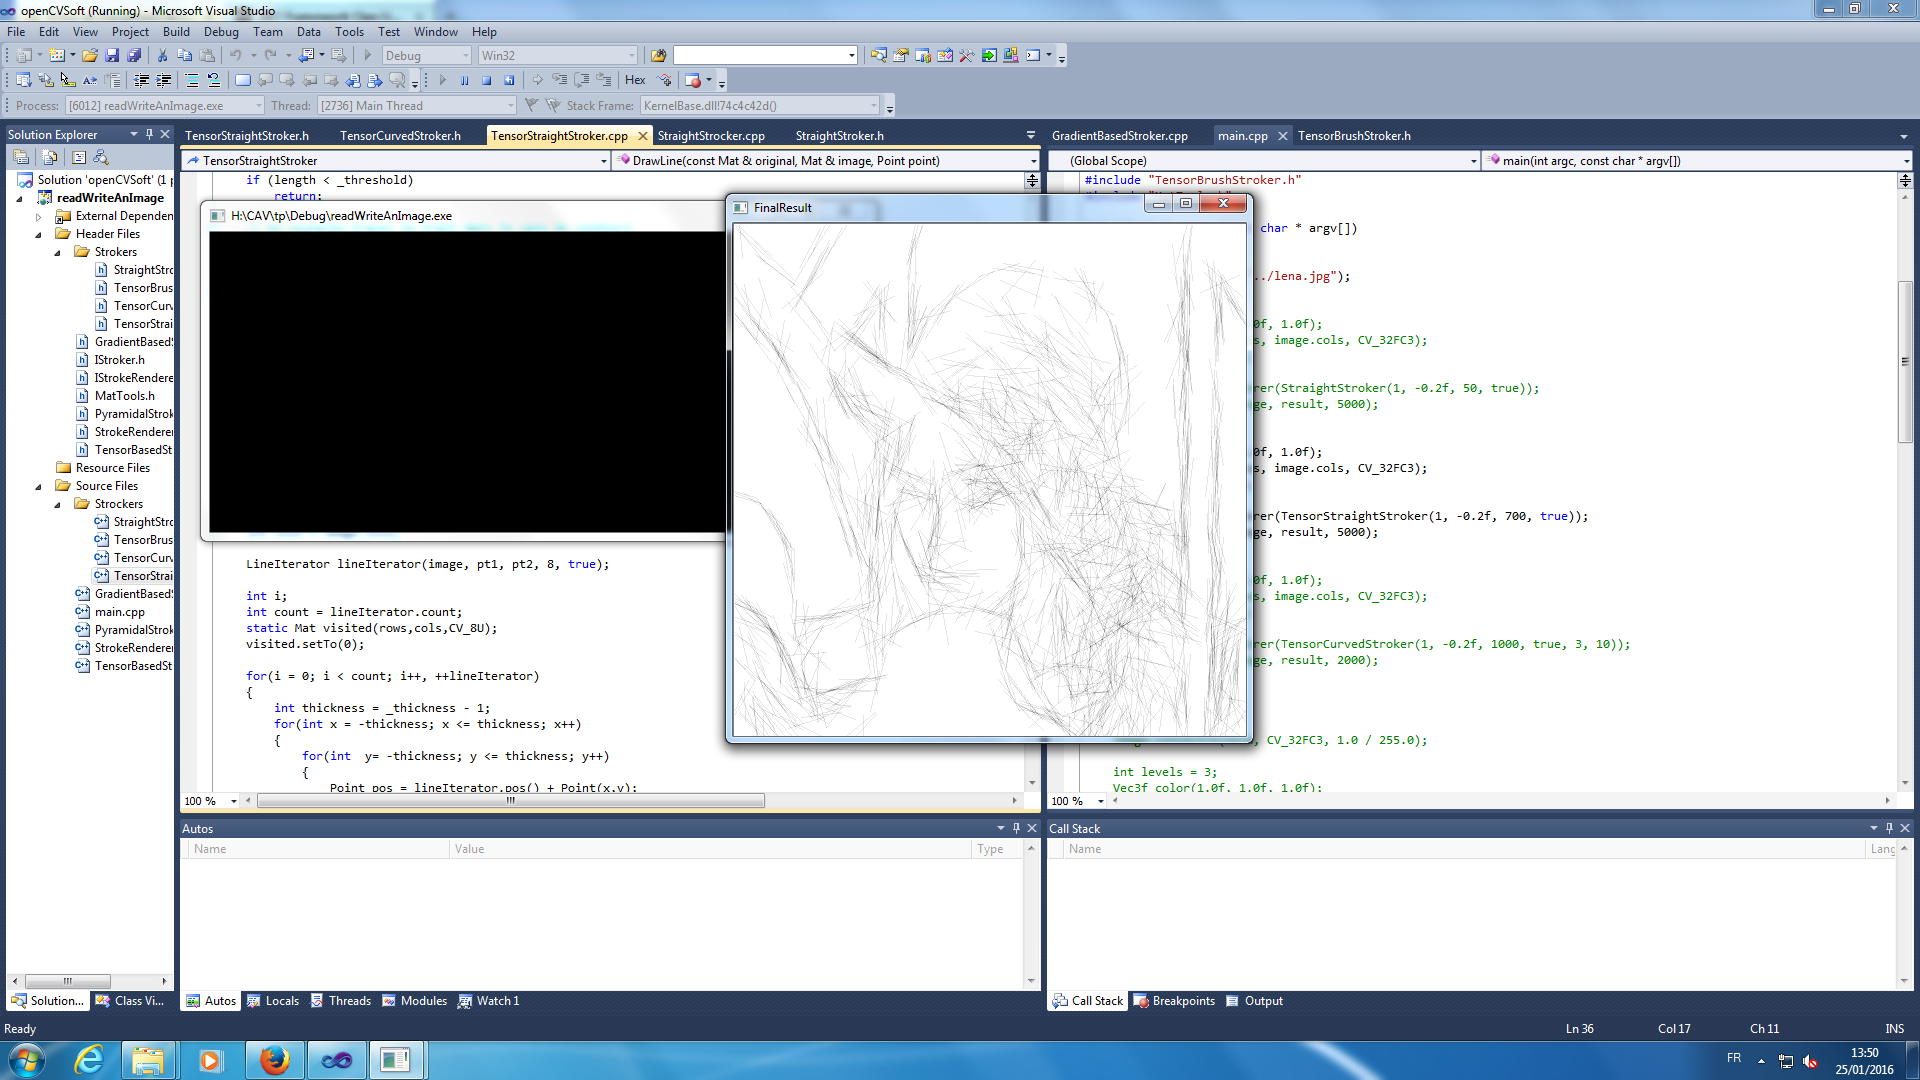 openCVSoft (Running) - Microsoft Visual Studio
File Edit View Project Build Debug Team Data Tools Test Window Help
Debug Win32
Hex
Process: [6012] readWriteAnImage.exe Thread: [2736] Main Thread Stack Frame: KernelBase.dll!74c4c42d()
Solution Explorer
Solution 'openCVSoft' (1 p
readWriteAnImage
External Dependen
Header Files
Strokers
StraightStro
TensorBrus
TensorCurv
TensorStrai
GradientBased
IStroker.h
IStrokeRendere
MatTools.h
PyramidalStrok
StrokeRenderer
TensorBasedSt
Resource Files
Source Files
Strockers
StraightStro
TensorBrus
TensorCurv
TensorStrai
GradientBased
main.cpp
PyramidalStrok
StrokeRenderer
TensorBasedSt
Solution... Class Vi...
TensorStraightStroker.h TensorCurvedStroker.h TensorStraightStroker.cpp StraightStrocker.cpp StraightStroker.h
TensorStraightStroker DrawLine(const Mat & original, Mat & image, Point point)
if (length < _threshold)
return;
H:\CAV\tp\Debug\readWriteAnImage.exe
LineIterator lineIterator(image, pt1, pt2, 8, true);
int i;
int count = lineIterator.count;
static Mat visited(rows,cols,CV_8U);
visited.setTo(0);
for(i = 0; i < count; i++, ++lineIterator)
{
int thickness = _thickness - 1;
for(int x = -thickness; x <= thickness; x++)
{
for(int y= -thickness; y <= thickness; y++)
{
Point pos = lineIterator.pos() + Point(x,y);
100 %
FinalResult
GradientBasedStroker.cpp main.cpp TensorBrushStroker.h
(Global Scope) main(int argc, const char * argv[])
#include "TensorBrushStroker.h"
char * argv[])
../lena.jpg");
0f, 1.0f);
s, image.cols, CV_32FC3);
rer(StraightStroker(1, -0.2f, 50, true));
ge, result, 5000);
0f, 1.0f);
s, image.cols, CV_32FC3);
rer(TensorStraightStroker(1, -0.2f, 700, true));
ge, result, 5000);
0f, 1.0f);
s, image.cols, CV_32FC3);
rer(TensorCurvedStroker(1, -0.2f, 1000, true, 3, 10));
ge, result, 2000);
CV_32FC3, 1.0 / 255.0);
int levels = 3;
Vec3f color(1.0f, 1.0f, 1.0f);
100 %
Autos
Name Value Type
Autos Locals Threads Modules Watch 1
Call Stack
Name Lang
Call Stack Breakpoints Output
Ready Ln 36 Col 17 Ch 11 INS
FR 13:50
25/01/2016